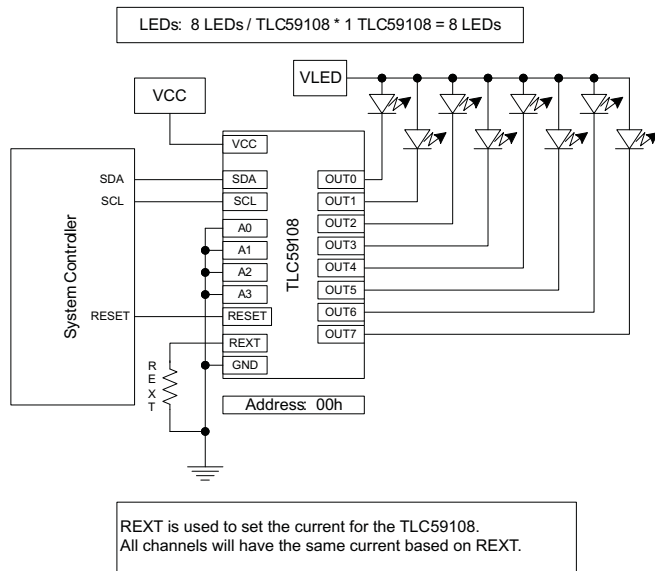 LEDs: 8 LEDs / TLC59108 * 1 TLC59108 = 8 LEDs
VLED
VCC
VCC
SDA
SDA
OUT0
SCL
SCL
OUT1
A0
OUT2
A1
OUT3
A2
OUT4
A3
OUT5
RESET
RESET
OUT6
REXT
OUT7
GND
System Controller
TLC59108
REXT
Address: 00h
REXT is used to set the current for the TLC59108.
All channels will have the same current based on REXT.